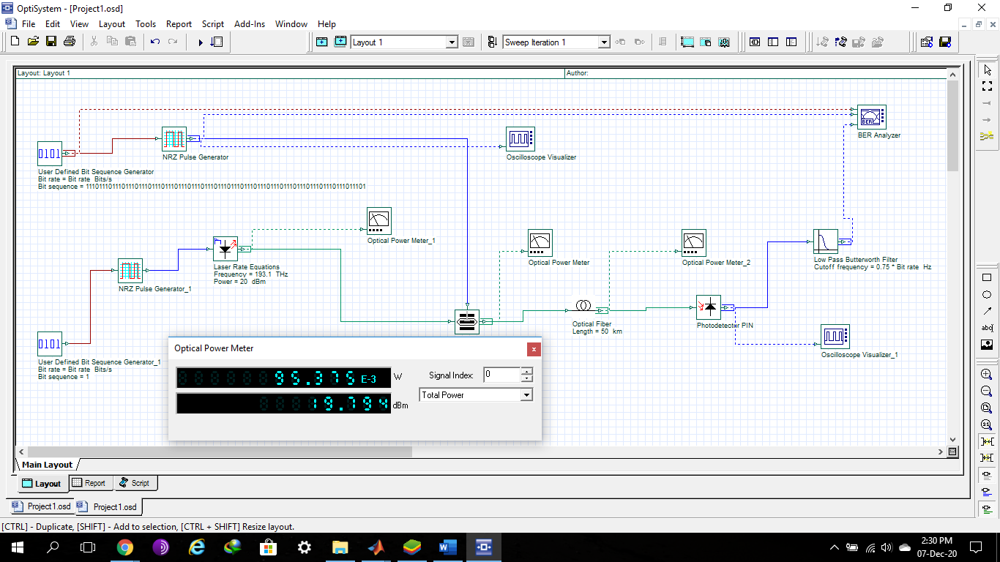 OptiSystem - [Project1.osd]
File Edit View Layout Tools Report Script Add-Ins Window Help
Layout 1
Sweep Iteration 1
Layout: Layout 1
Author:
BER
BER Analyzer
NRZ Pulse Generator
Oscilloscope Visualizer
0101
User Defined Bit Sequence Generator
Bit rate = Bit rate Bits/s
Optical Power Meter_1
Optical Power Meter
Optical Power Meter_2
Low Pass Butterworth Filter
Cutoff frequency = 0.75 * Bit rate Hz
Laser Rate Equations
Frequency = 193.1 THz
Power = 20 dBm
NRZ Pulse Generator_1
Optical Fiber
Length = 50 km
Photodetector PIN
0101
User Defined Bit Sequence Generator_1
Bit rate = Bit rate Bits/s
Bit sequence = 1
Oscilloscope Visualizer_1
Optical Power Meter
x
95.375 E-3 W
Signal Index: 0
19.794 dBm
Total Power
Main Layout
Layout Report Script
Project1.osd Project1.osd
[CTRL] - Duplicate, [SHIFT] - Add to selection, [CTRL + SHIFT] Resize layout.
2:30 PM
07-Dec-20